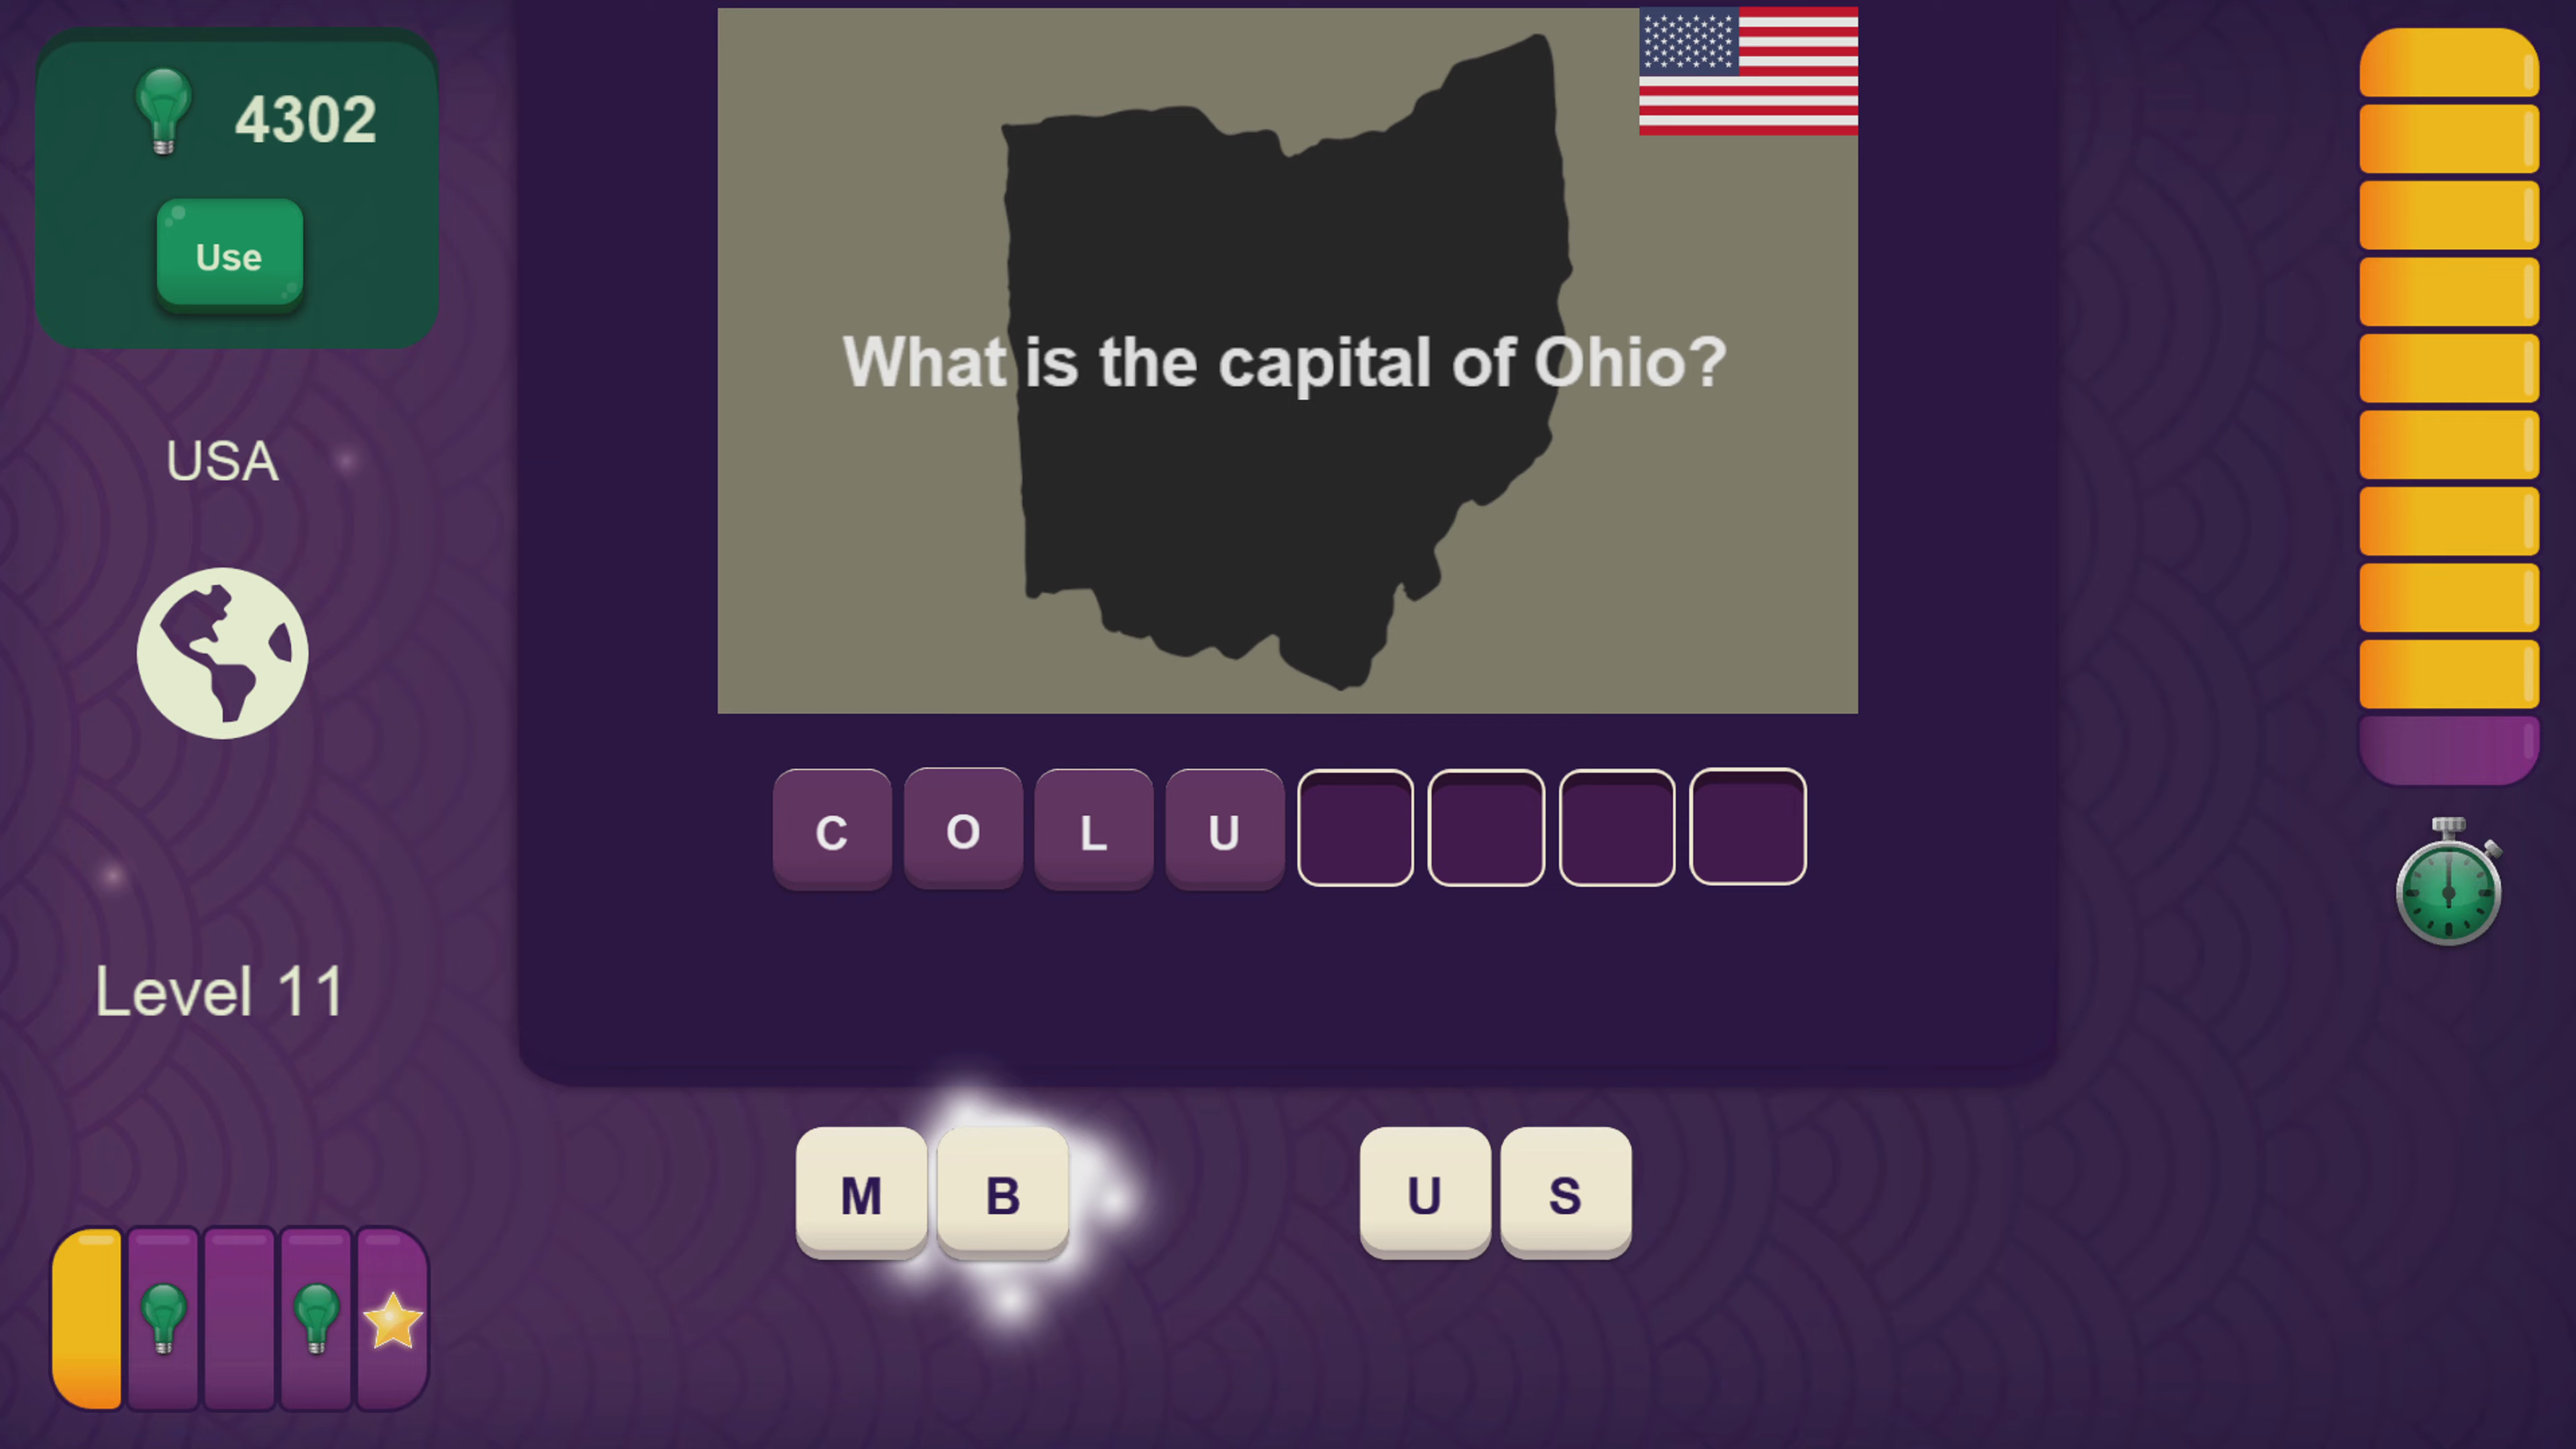 4302
Use
USA
Level 11
What is the capital of Ohio?
C O L U
M B U S